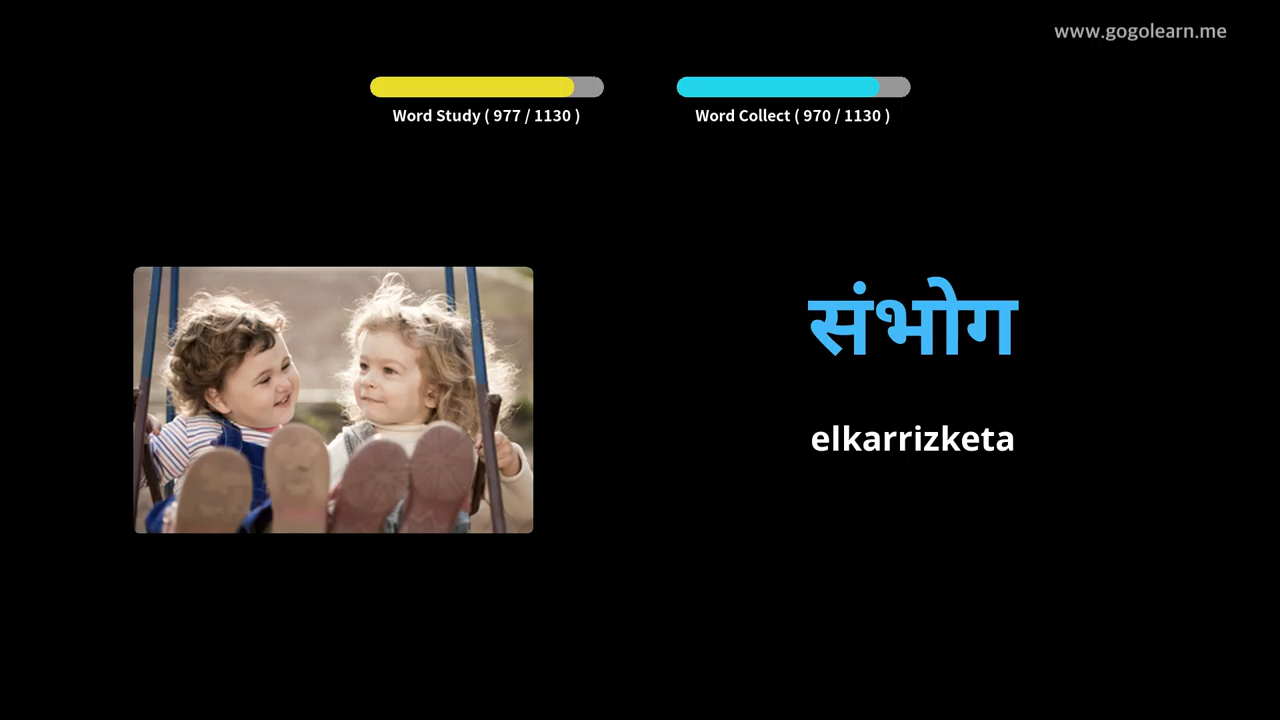 www.gogolearn.me
Word Study ( 977 / 1130 )
Word Collect ( 970 / 1130 )
संभोग
elkarrizketa